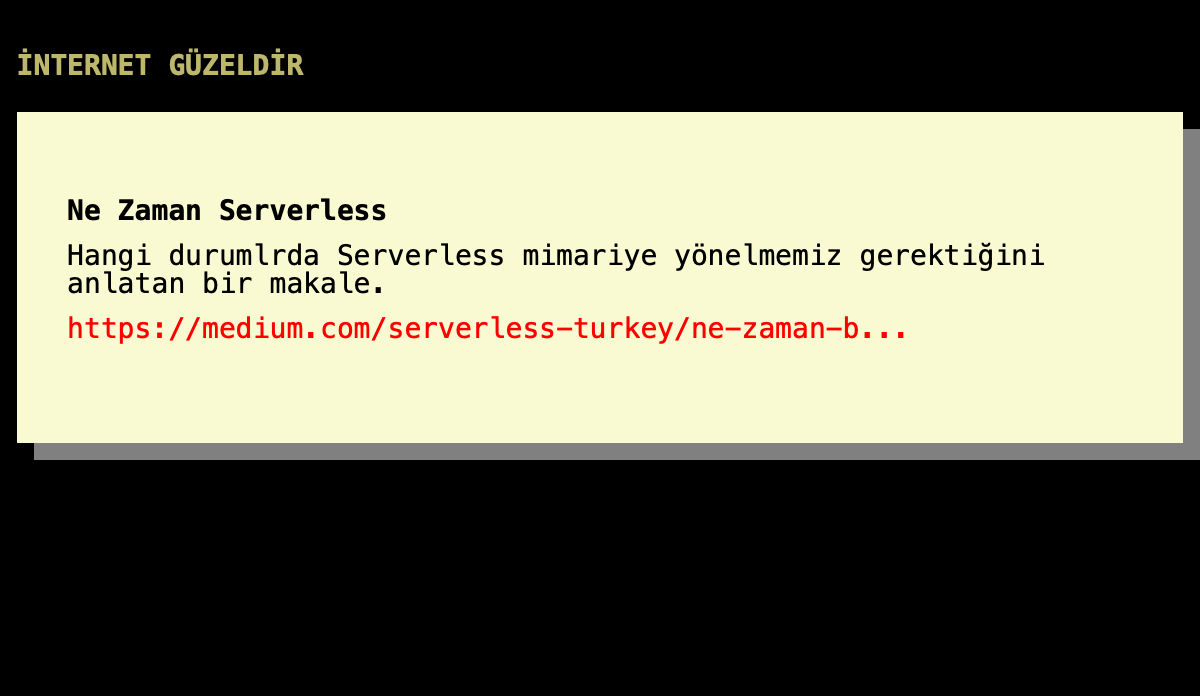 İNTERNET GÜZELDİR
Ne Zaman Serverless
Hangi durumlrda Serverless mimariye yönelmemiz gerektiğini
anlatan bir makale.
https://medium.com/serverless-turkey/ne-zaman-b...